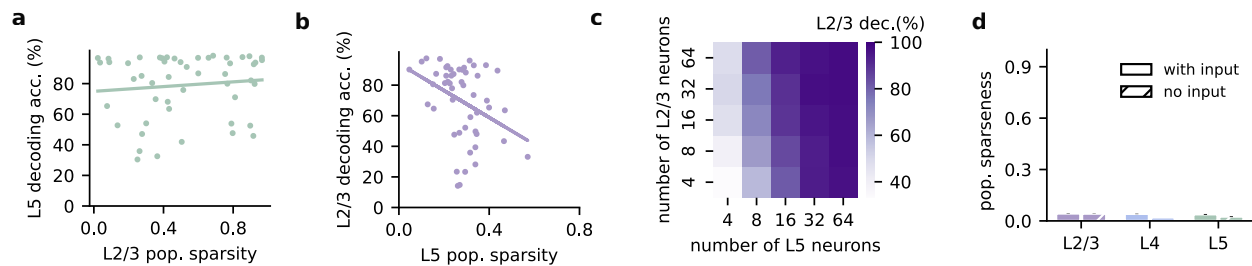 a
L5 decoding acc. (%)
80
60
40
20
0
0.0 0.4 0.8
L2/3 pop. sparsity
b
L2/3 decoding acc. (%)
100
80
60
40
20
0
0.0 0.4 0.8
L5 pop. sparsity
c
L2/3 dec.(%)
number of L2/3 neurons
64
32
16
8
4
4 8 16 32 64
number of L5 neurons
100
80
60
40
d
pop. sparseness
0.9
0.6
0.3
0.0
with input
no input
L2/3 L4 L5